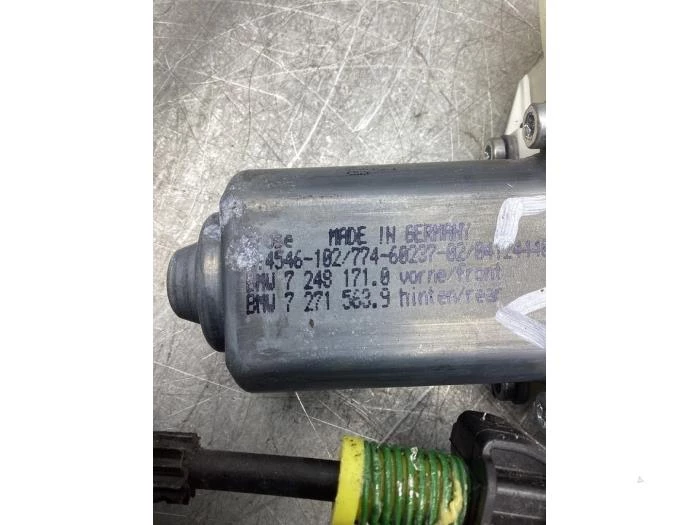 MADE IN GERMANY
4546-102/774-60237-02/
BMW 7 248 171.0 vorne/front
BMW 7 271 563.9 hinten/rear